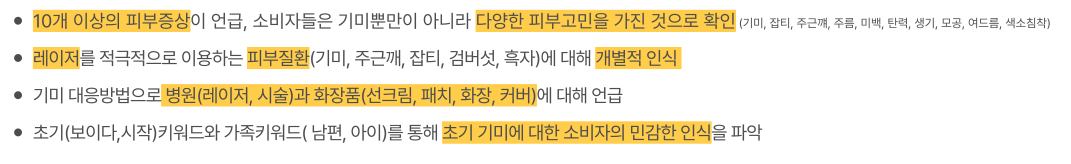 • 10개 이상의 피부증상이 언급, 소비자들은 기미뿐만이 아니라 다양한 피부고민을 가진 것으로 확인 (기미, 잡티, 주근깨, 주름, 미백, 탄력, 생기, 모공, 여드름, 색소침착)
• 레이저를 적극적으로 이용하는 피부질환(기미, 주근깨, 잡티, 검버섯, 흑자)에 대해 개별적 인식
• 기미 대응방법으로 병원(레이저, 시술)과 화장품(선크림, 패치, 화장, 커버)에 대해 언급
• 초기(보이다,시작)키워드와 가족키워드( 남편, 아이)를 통해 초기 기미에 대한 소비자의 민감한 인식을 파악